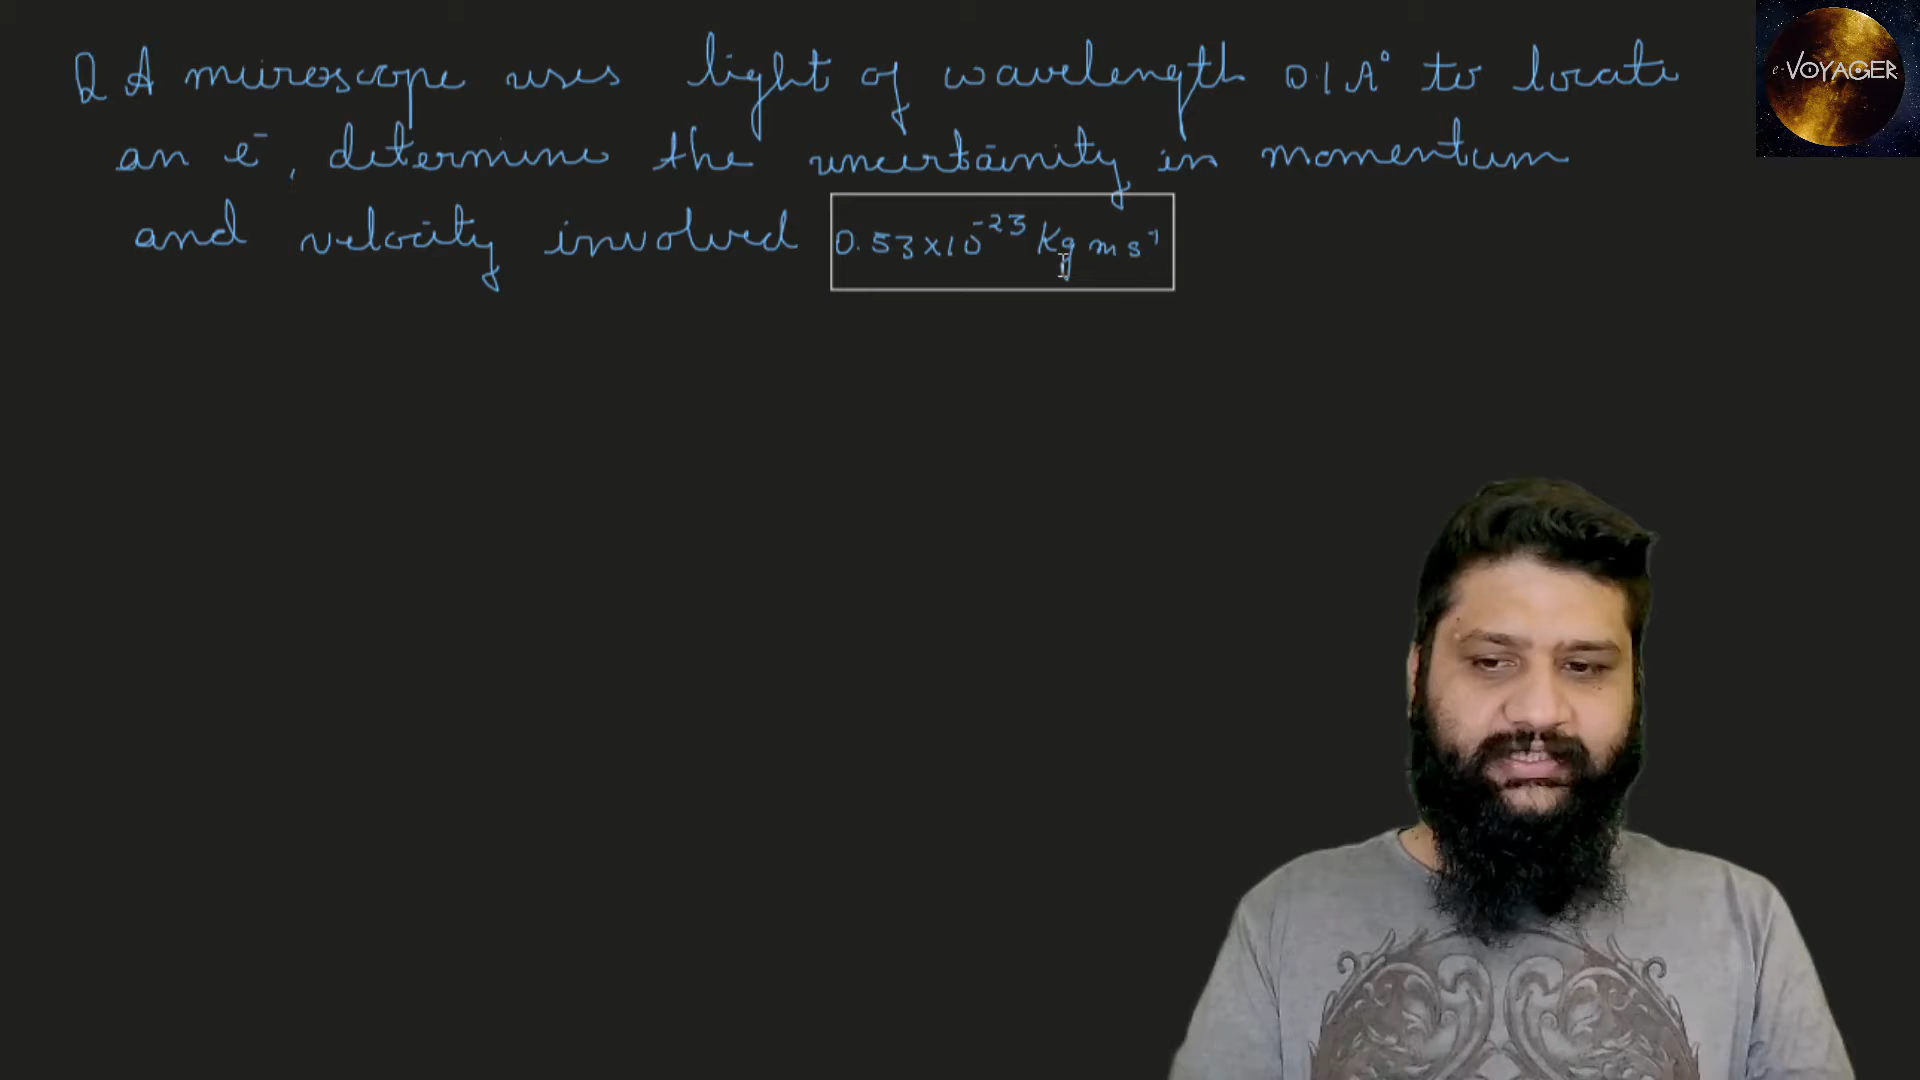 Q A microscope uses light of wavelength 0.1A° to locate
an e⁻, determine the uncertainity in momentum
and velocity involved 0.53×10⁻²³ Kg m s⁻¹
e-VOYAGER